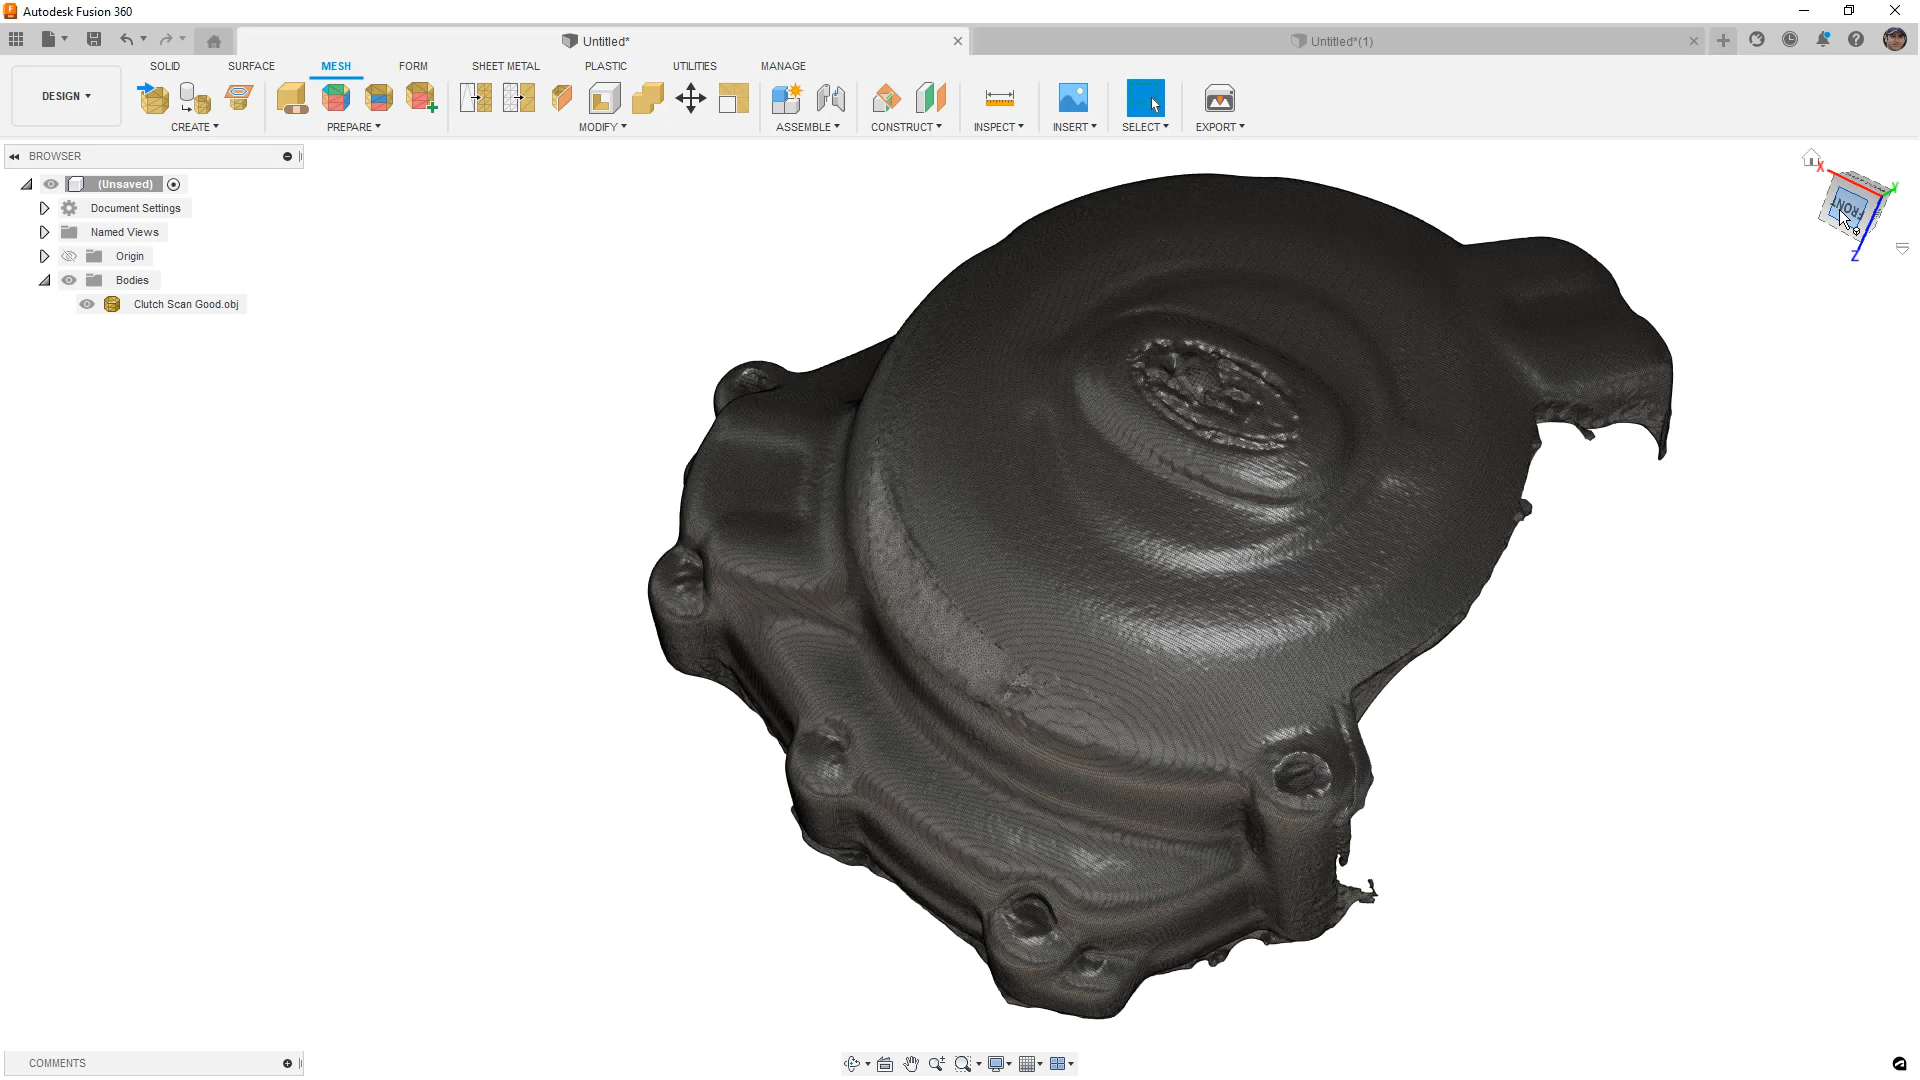 Autodesk Fusion 360
Untitled*
Untitled*(1)
SOLID
SURFACE
MESH
FORM
SHEET METAL
PLASTIC
UTILITIES
MANAGE
DESIGN
CREATE
PREPARE
MODIFY
ASSEMBLE
CONSTRUCT
INSPECT
INSERT
SELECT
EXPORT
BROWSER
(Unsaved)
Document Settings
Named Views
Origin
Bodies
Clutch Scan Good.obj
X
Y
FRONT
Z
COMMENTS